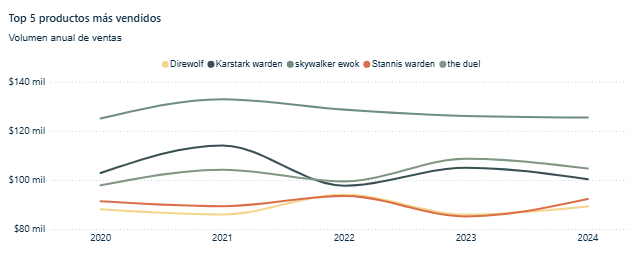 Top 5 productos más vendidos
Volumen anual de ventas
Direwolf Karstark warden skywalker ewok Stannis warden the duel
$140 mil
$120 mil
$100 mil
$80 mil
2020 2021 2022 2023 2024